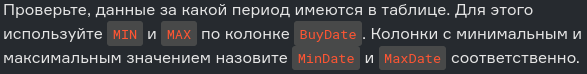 Проверьте, данные за какой период имеются в таблице. Для этого
используйте MIN и MAX по колонке BuyDate. Колонки с минимальным и
максимальным значением назовите MinDate и MaxDate соответственно.